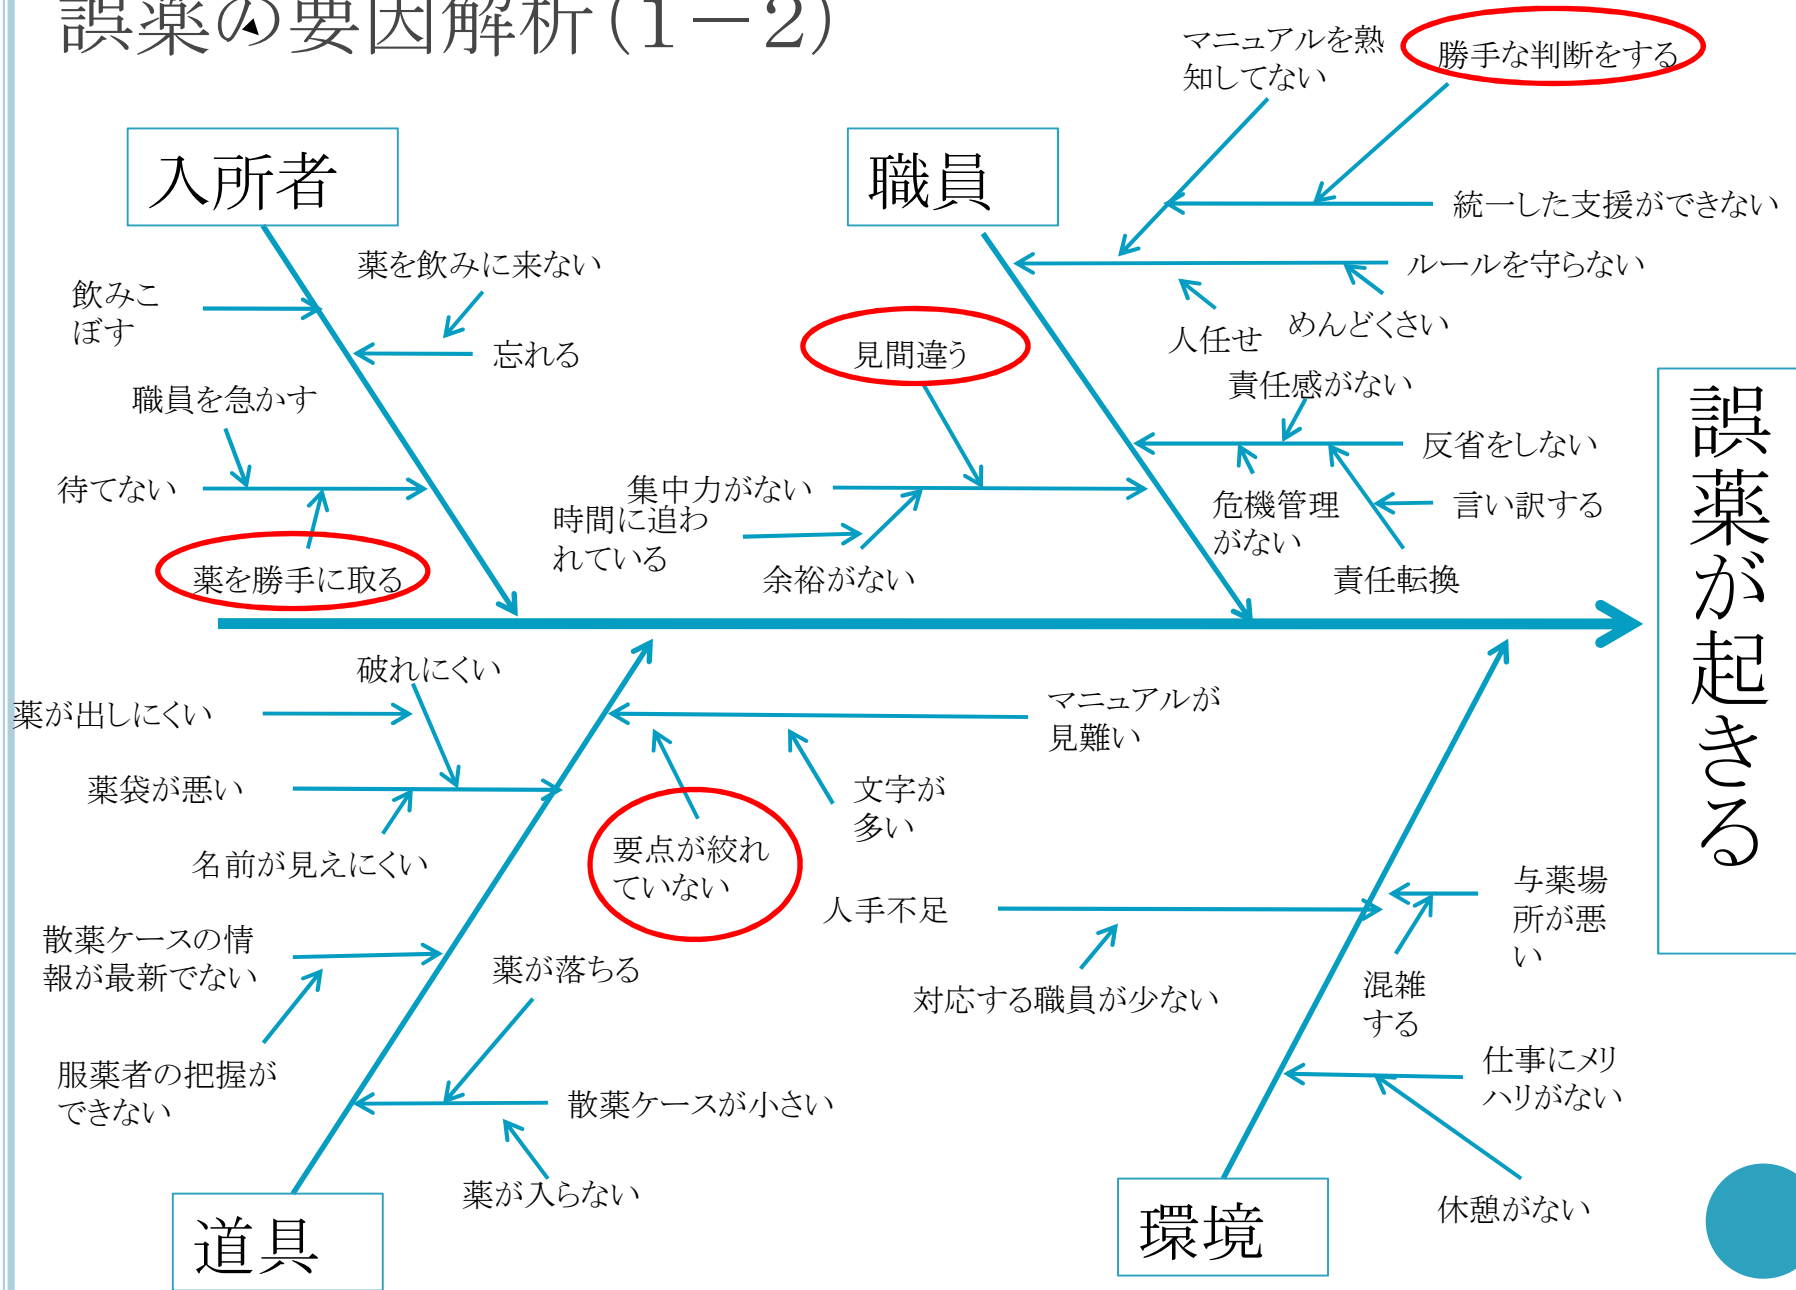 誤薬の要因解析(1-2)
マニュアルを熟
知してない
勝手な判断をする
入所者
職員
統一した支援ができない
薬を飲みに来ない
ルールを守らない
飲みこ
ぼす
忘れる
見間違う
人任せ
めんどくさい
職員を急かす
責任感がない
反省をしない
待てない
集中力がない
時間に追わ
れている
危機管理
がない
言い訳する
薬を勝手に取る
余裕がない
責任転換
誤薬が起きる
破れにくい
薬が出しにくい
マニュアルが
見難い
薬袋が悪い
文字が
多い
名前が見えにくい
要点が絞れ
ていない
人手不足
与薬場
所が悪
い
散薬ケースの情
報が最新でない
薬が落ちる
対応する職員が少ない
混雑
する
服薬者の把握が
できない
散薬ケースが小さい
仕事にメリ
ハリがない
薬が入らない
休憩がない
道具
環境